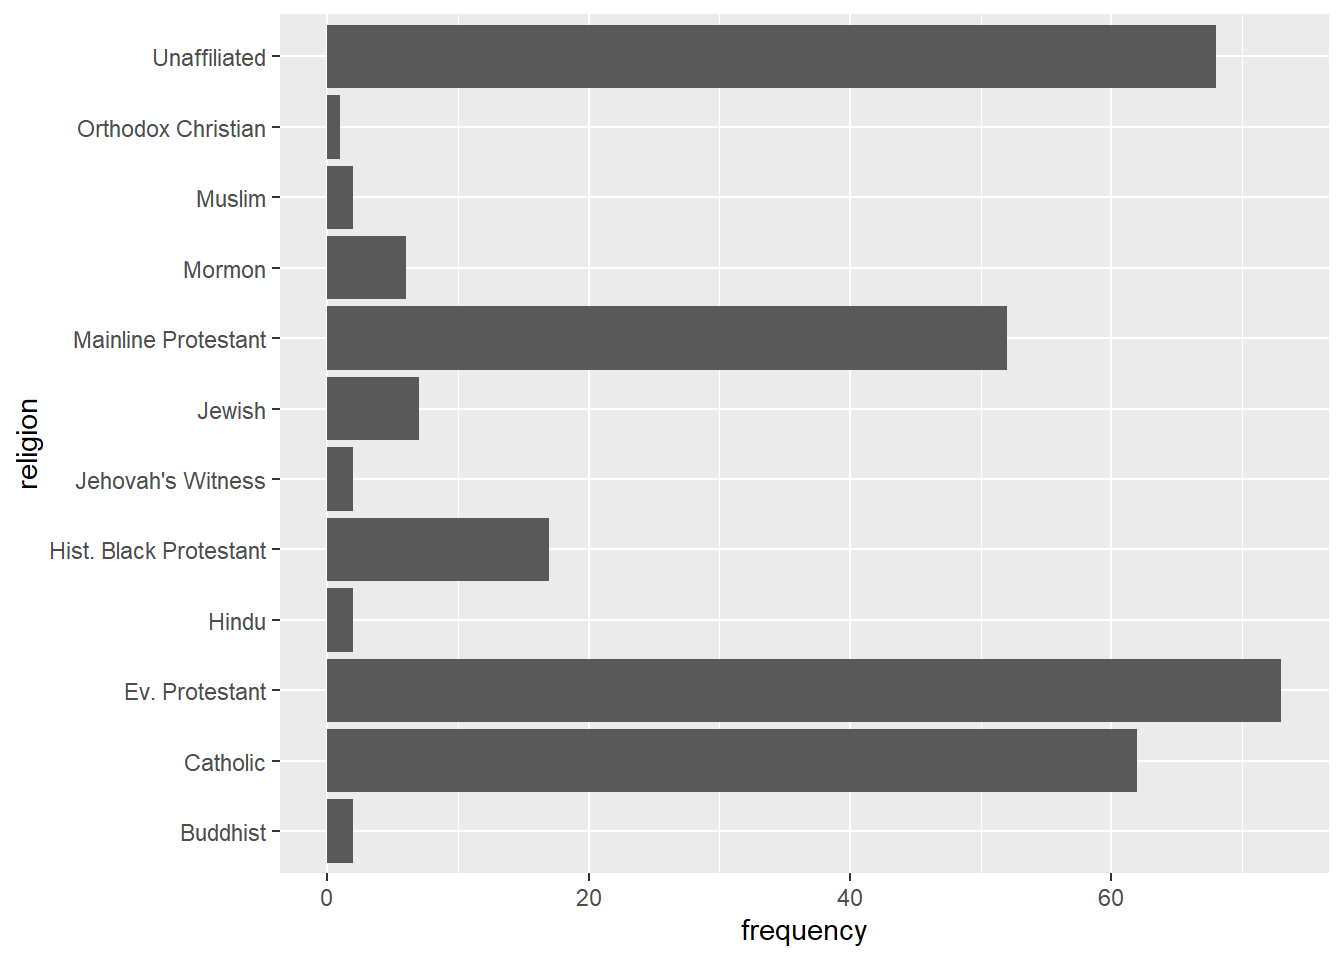 Unaffiliated
Orthodox Christian
Muslim
Mormon
Mainline Protestant
Jewish
Jehovah's Witness
Hist. Black Protestant
Hindu
Ev. Protestant
Catholic
Buddhist
religion
0 20 40 60
frequency